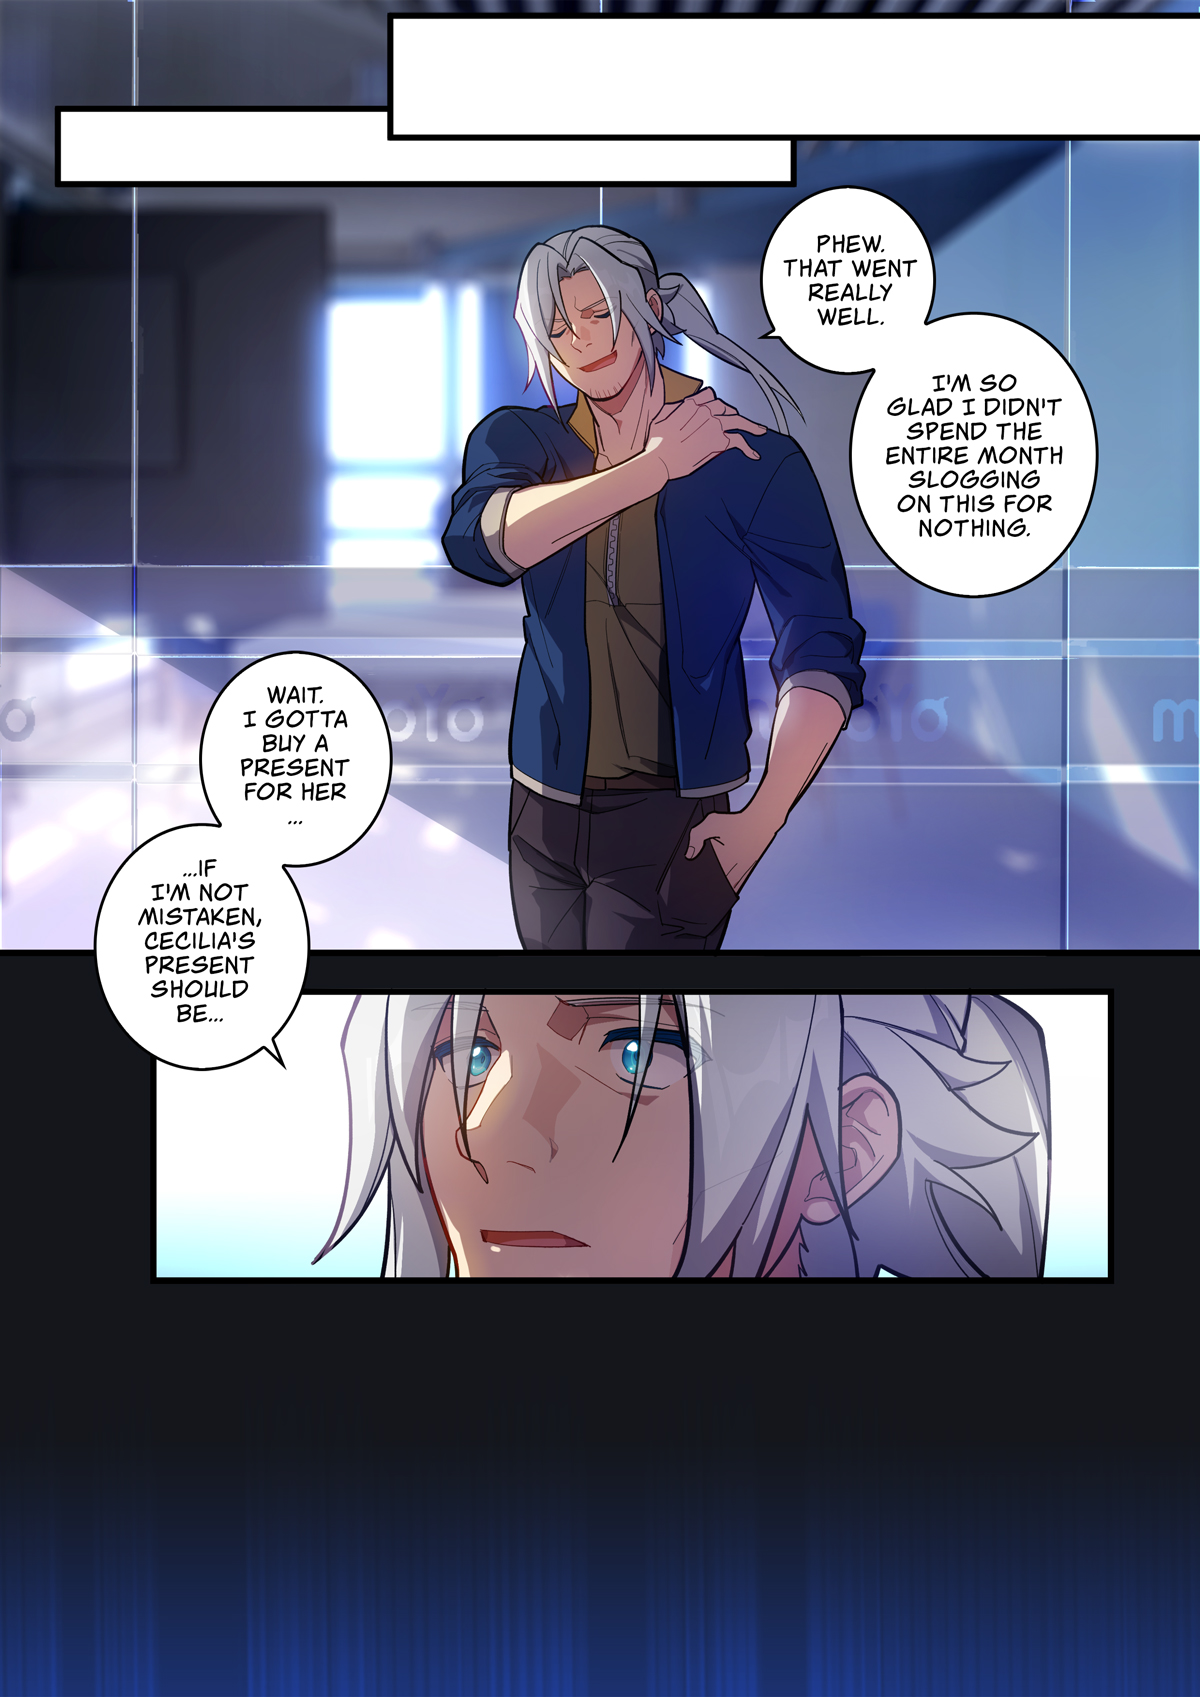 PHEW.
THAT WENT
REALLY
WELL.
I'M SO
GLAD I DIDN'T
SPEND THE
ENTIRE MONTH
SLOGGING
ON THIS FOR
NOTHING.
WAIT.
I GOTTA
BUY A
PRESENT
FOR HER
...
...IF
I'M NOT
MISTAKEN,
CECILIA'S
PRESENT
SHOULD
BE...